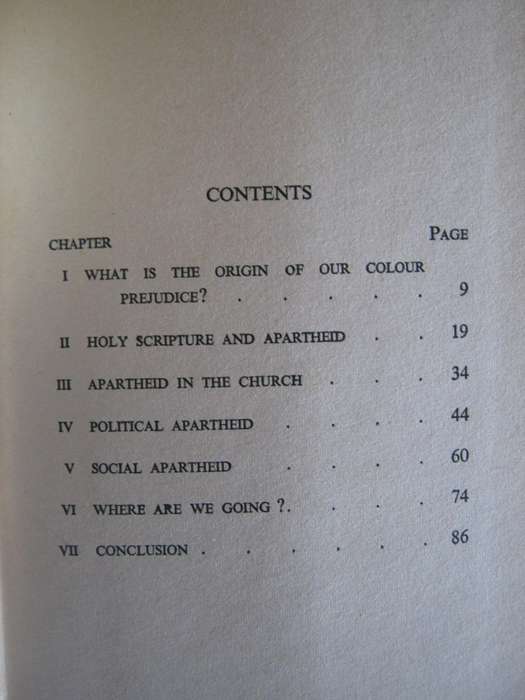 CONTENTS
CHAPTER PAGE
I WHAT IS THE ORIGIN OF OUR COLOUR
PREJUDICE? . . . . . 9
II HOLY SCRIPTURE AND APARTHEID . . 19
III APARTHEID IN THE CHURCH . . . 34
IV POLITICAL APARTHEID . . . . 44
V SOCIAL APARTHEID . . . . 60
VI WHERE ARE WE GOING ?. . . . 74
VII CONCLUSION . . . . . . 86